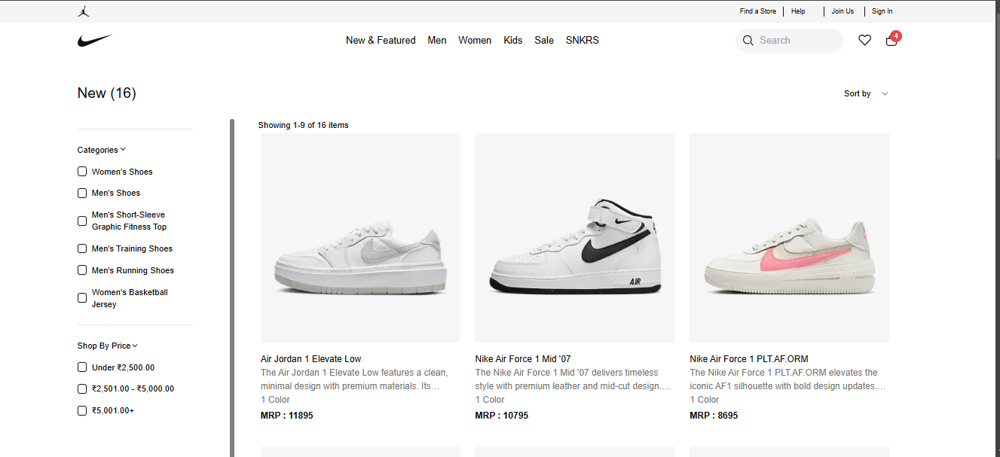 Find a Store
Help
Join Us
Sign In
New & Featured
Men
Women
Kids
Sale
SNKRS
Search
4
New (16)
Sort by
Showing 1-9 of 16 items
Categories
Women's Shoes
Men's Shoes
Men's Short-Sleeve
Graphic Fitness Top
Men's Training Shoes
Men's Running Shoes
Women's Basketball
Jersey
Shop By Price
Under ₹2,500.00
₹2,501.00 - ₹5,000.00
₹5,001.00+
Air Jordan 1 Elevate Low
The Air Jordan 1 Elevate Low features a clean,
minimal design with premium materials. Its…
1 Color
MRP : 11895
AIR
Nike Air Force 1 Mid '07
The Nike Air Force 1 Mid '07 delivers timeless
style with premium leather and mid-cut design.…
1 Color
MRP : 10795
Nike Air Force 1 PLT.AF.ORM
The Nike Air Force 1 PLT.AF.ORM elevates the
iconic AF1 silhouette with bold design updates.…
1 Color
MRP : 8695